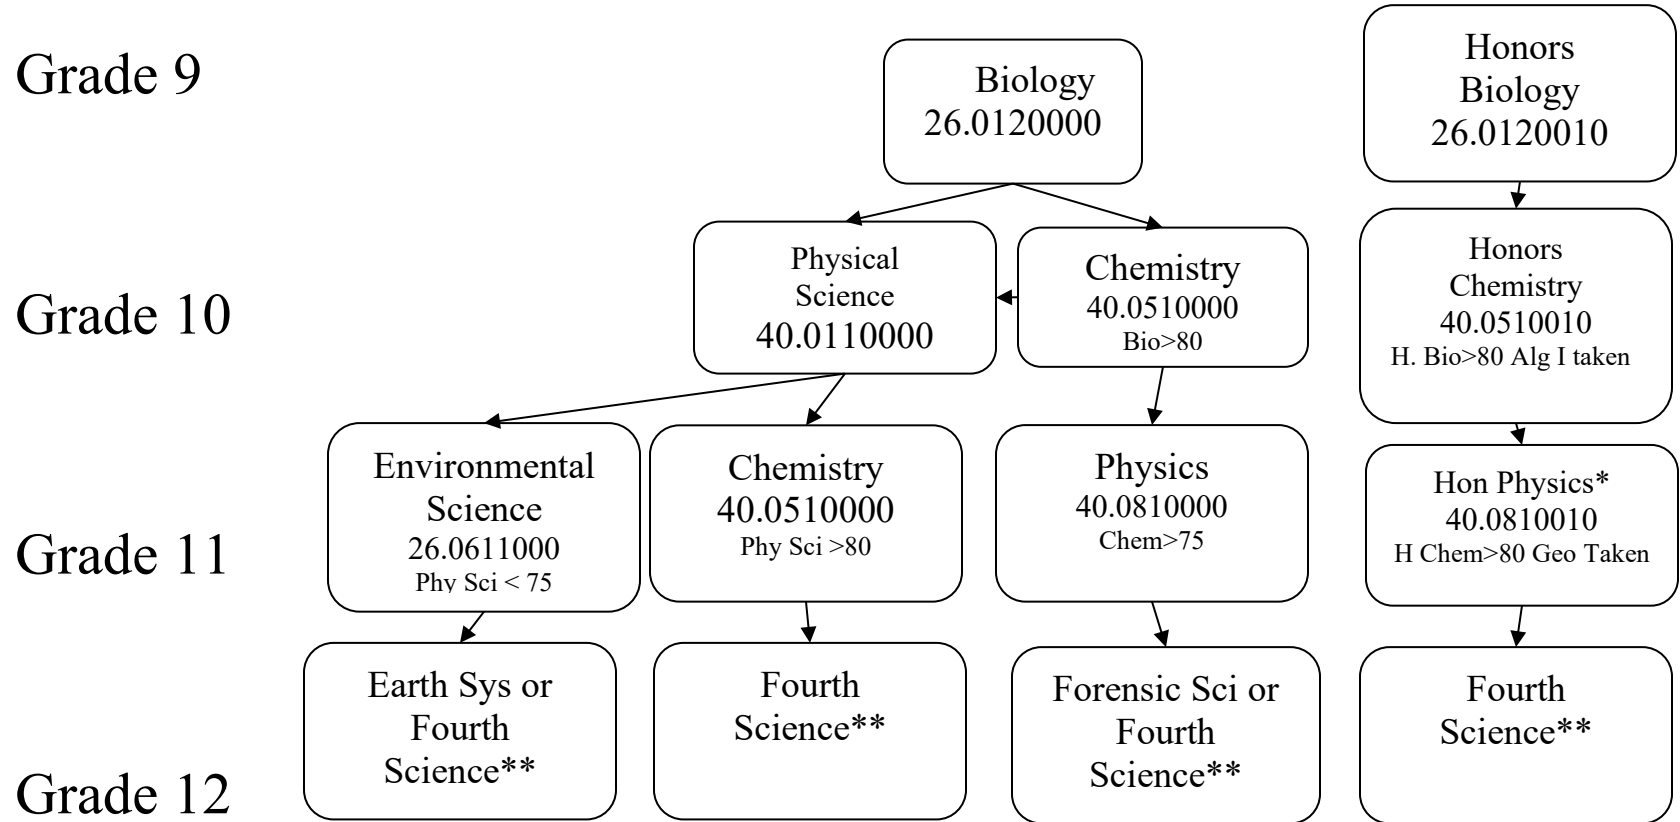 Grade 9
Biology
26.0120000
Honors
Biology
26.0120010
Grade 10
Physical
Science
40.0110000
Chemistry
40.0510000
Bio>80
Honors
Chemistry
40.0510010
H. Bio>80 Alg I taken
Grade 11
Environmental
Science
26.0611000
Phy Sci < 75
Chemistry
40.0510000
Phy Sci >80
Physics
40.0810000
Chem>75
Hon Physics*
40.0810010
H Chem>80 Geo Taken
Grade 12
Earth Sys or
Fourth
Science**
Fourth
Science**
Forensic Sci or
Fourth
Science**
Fourth
Science**